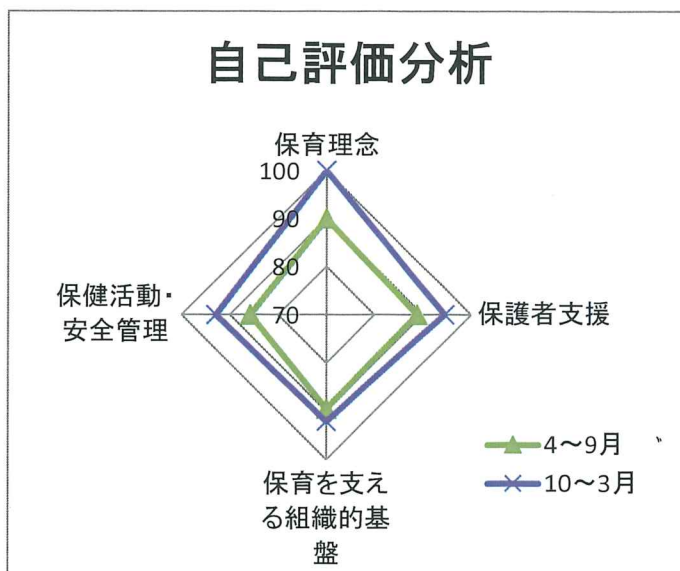 自己評価分析
保育理念
100
90
80
70
保健活動・
安全管理
保護者支援
保育を支え
る組織的基
盤
4～9月
10～3月